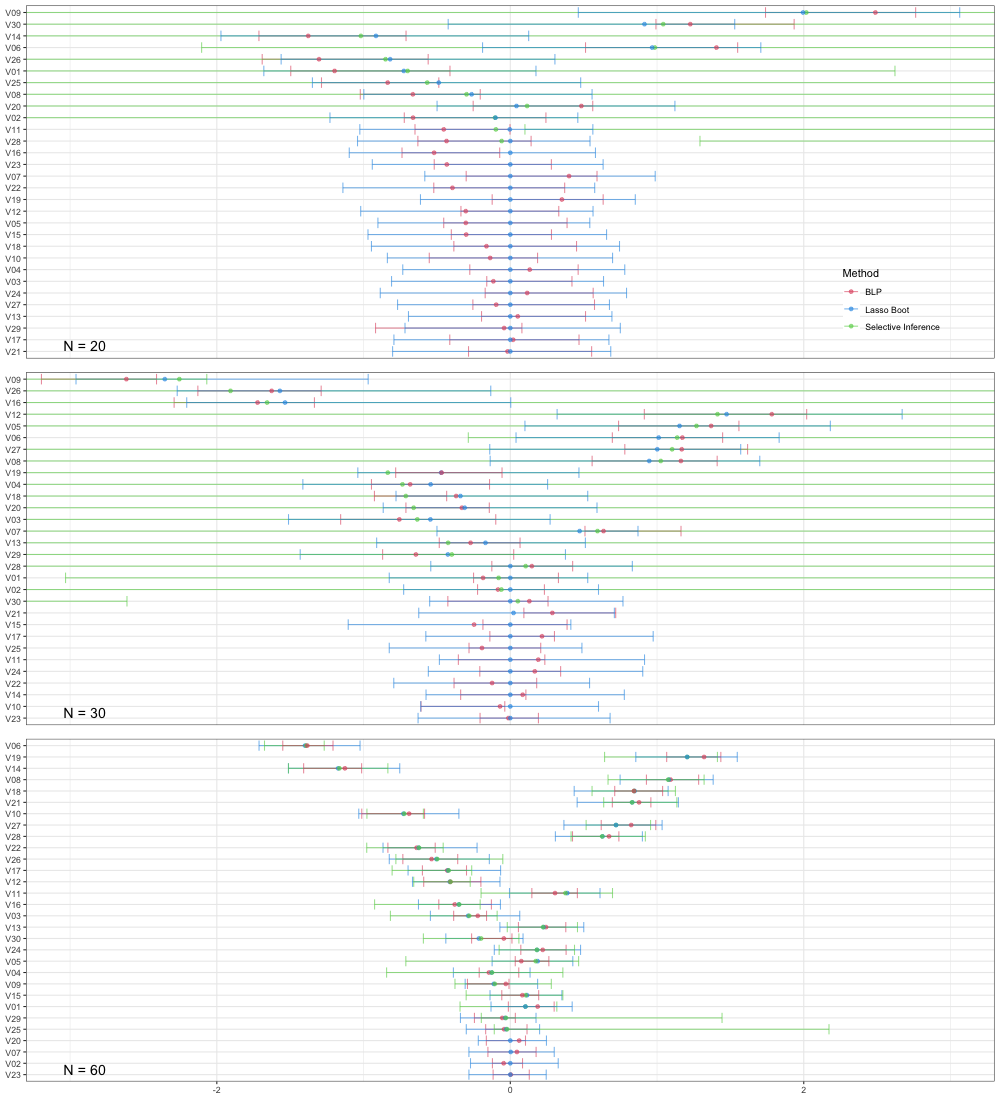 V09
V30
V14
V06
V26
V01
V25
V08
V20
V02
V11
V28
V16
V23
V07
V22
V19
V12
V05
V15
V18
V10
V04
V03
V24
V27
V13
V29
V17
V21
Method
BLP
Lasso Boot
Selective Inference
N = 20
V09
V26
V16
V12
V05
V06
V27
V08
V19
V04
V18
V20
V03
V07
V13
V29
V28
V01
V02
V30
V21
V15
V17
V25
V11
V24
V22
V14
V10
V23
N = 30
V06
V19
V14
V08
V18
V21
V10
V27
V28
V22
V26
V17
V12
V11
V16
V03
V13
V30
V24
V05
V04
V09
V15
V01
V29
V25
V20
V07
V02
V23
N = 60
-2 0 2